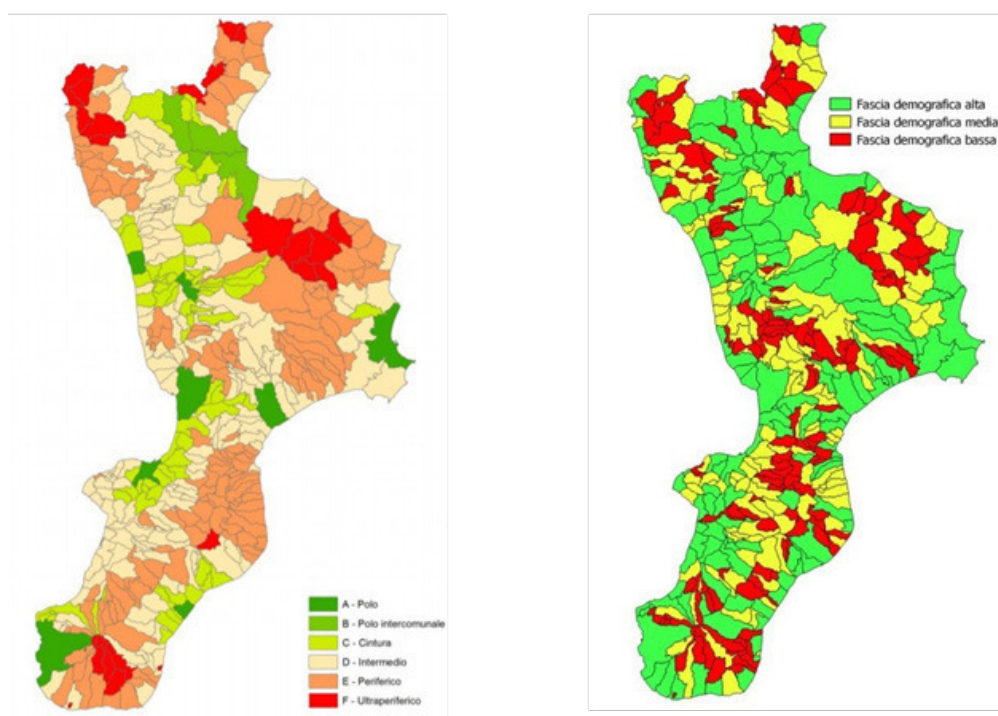 A - Polo
B - Polo intercomunale
C - Cintura
D - Intermedio
E - Periferico
F - Ultraperiferico
Fascia demografica alta
Fascia demografica media
Fascia demografica bassa